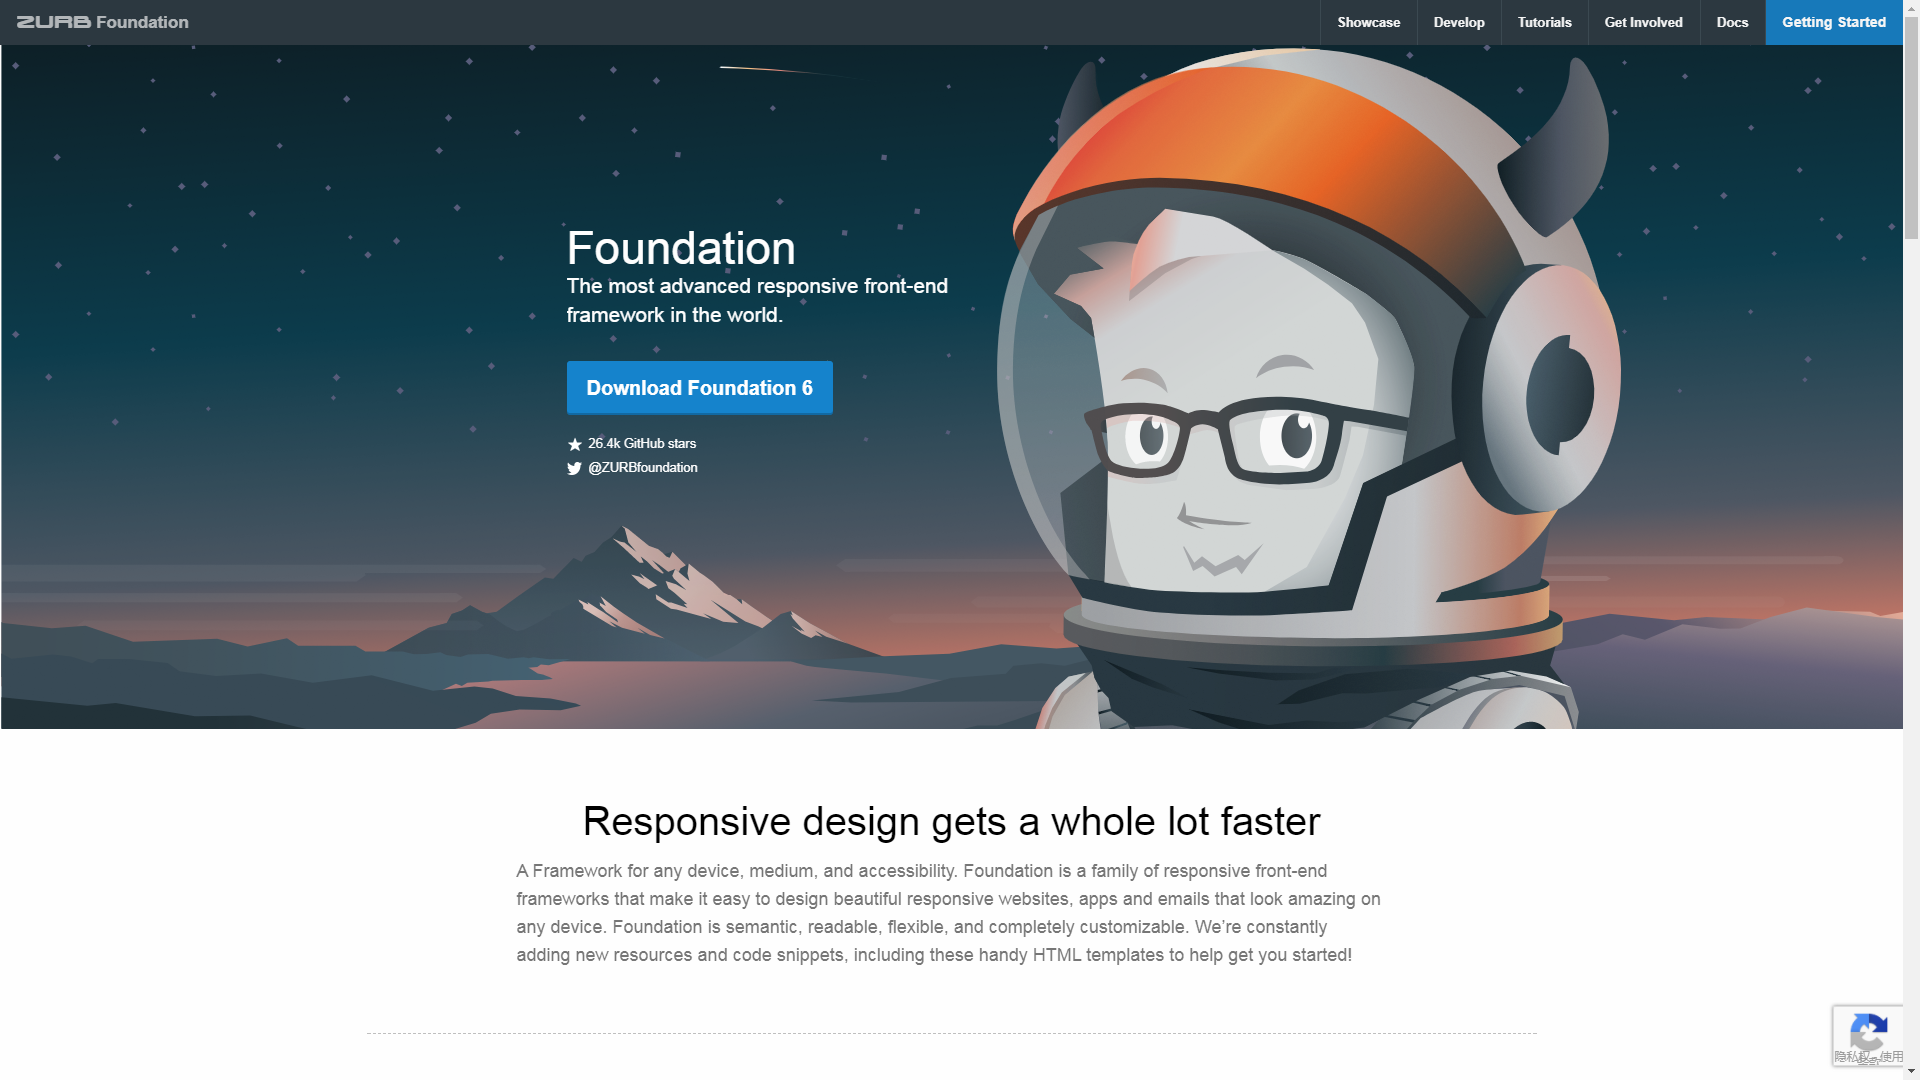 ZURB Foundation
Showcase
Develop
Tutorials
Get Involved
Docs
Getting Started
Foundation
The most advanced responsive front-end
framework in the world.
Download Foundation 6
26.4k GitHub stars
@ZURBfoundation
Responsive design gets a whole lot faster
A Framework for any device, medium, and accessibility. Foundation is a family of responsive front-end
frameworks that make it easy to design beautiful responsive websites, apps and emails that look amazing on
any device. Foundation is semantic, readable, flexible, and completely customizable. We’re constantly
adding new resources and code snippets, including these handy HTML templates to help get you started!
隐私权 - 使用